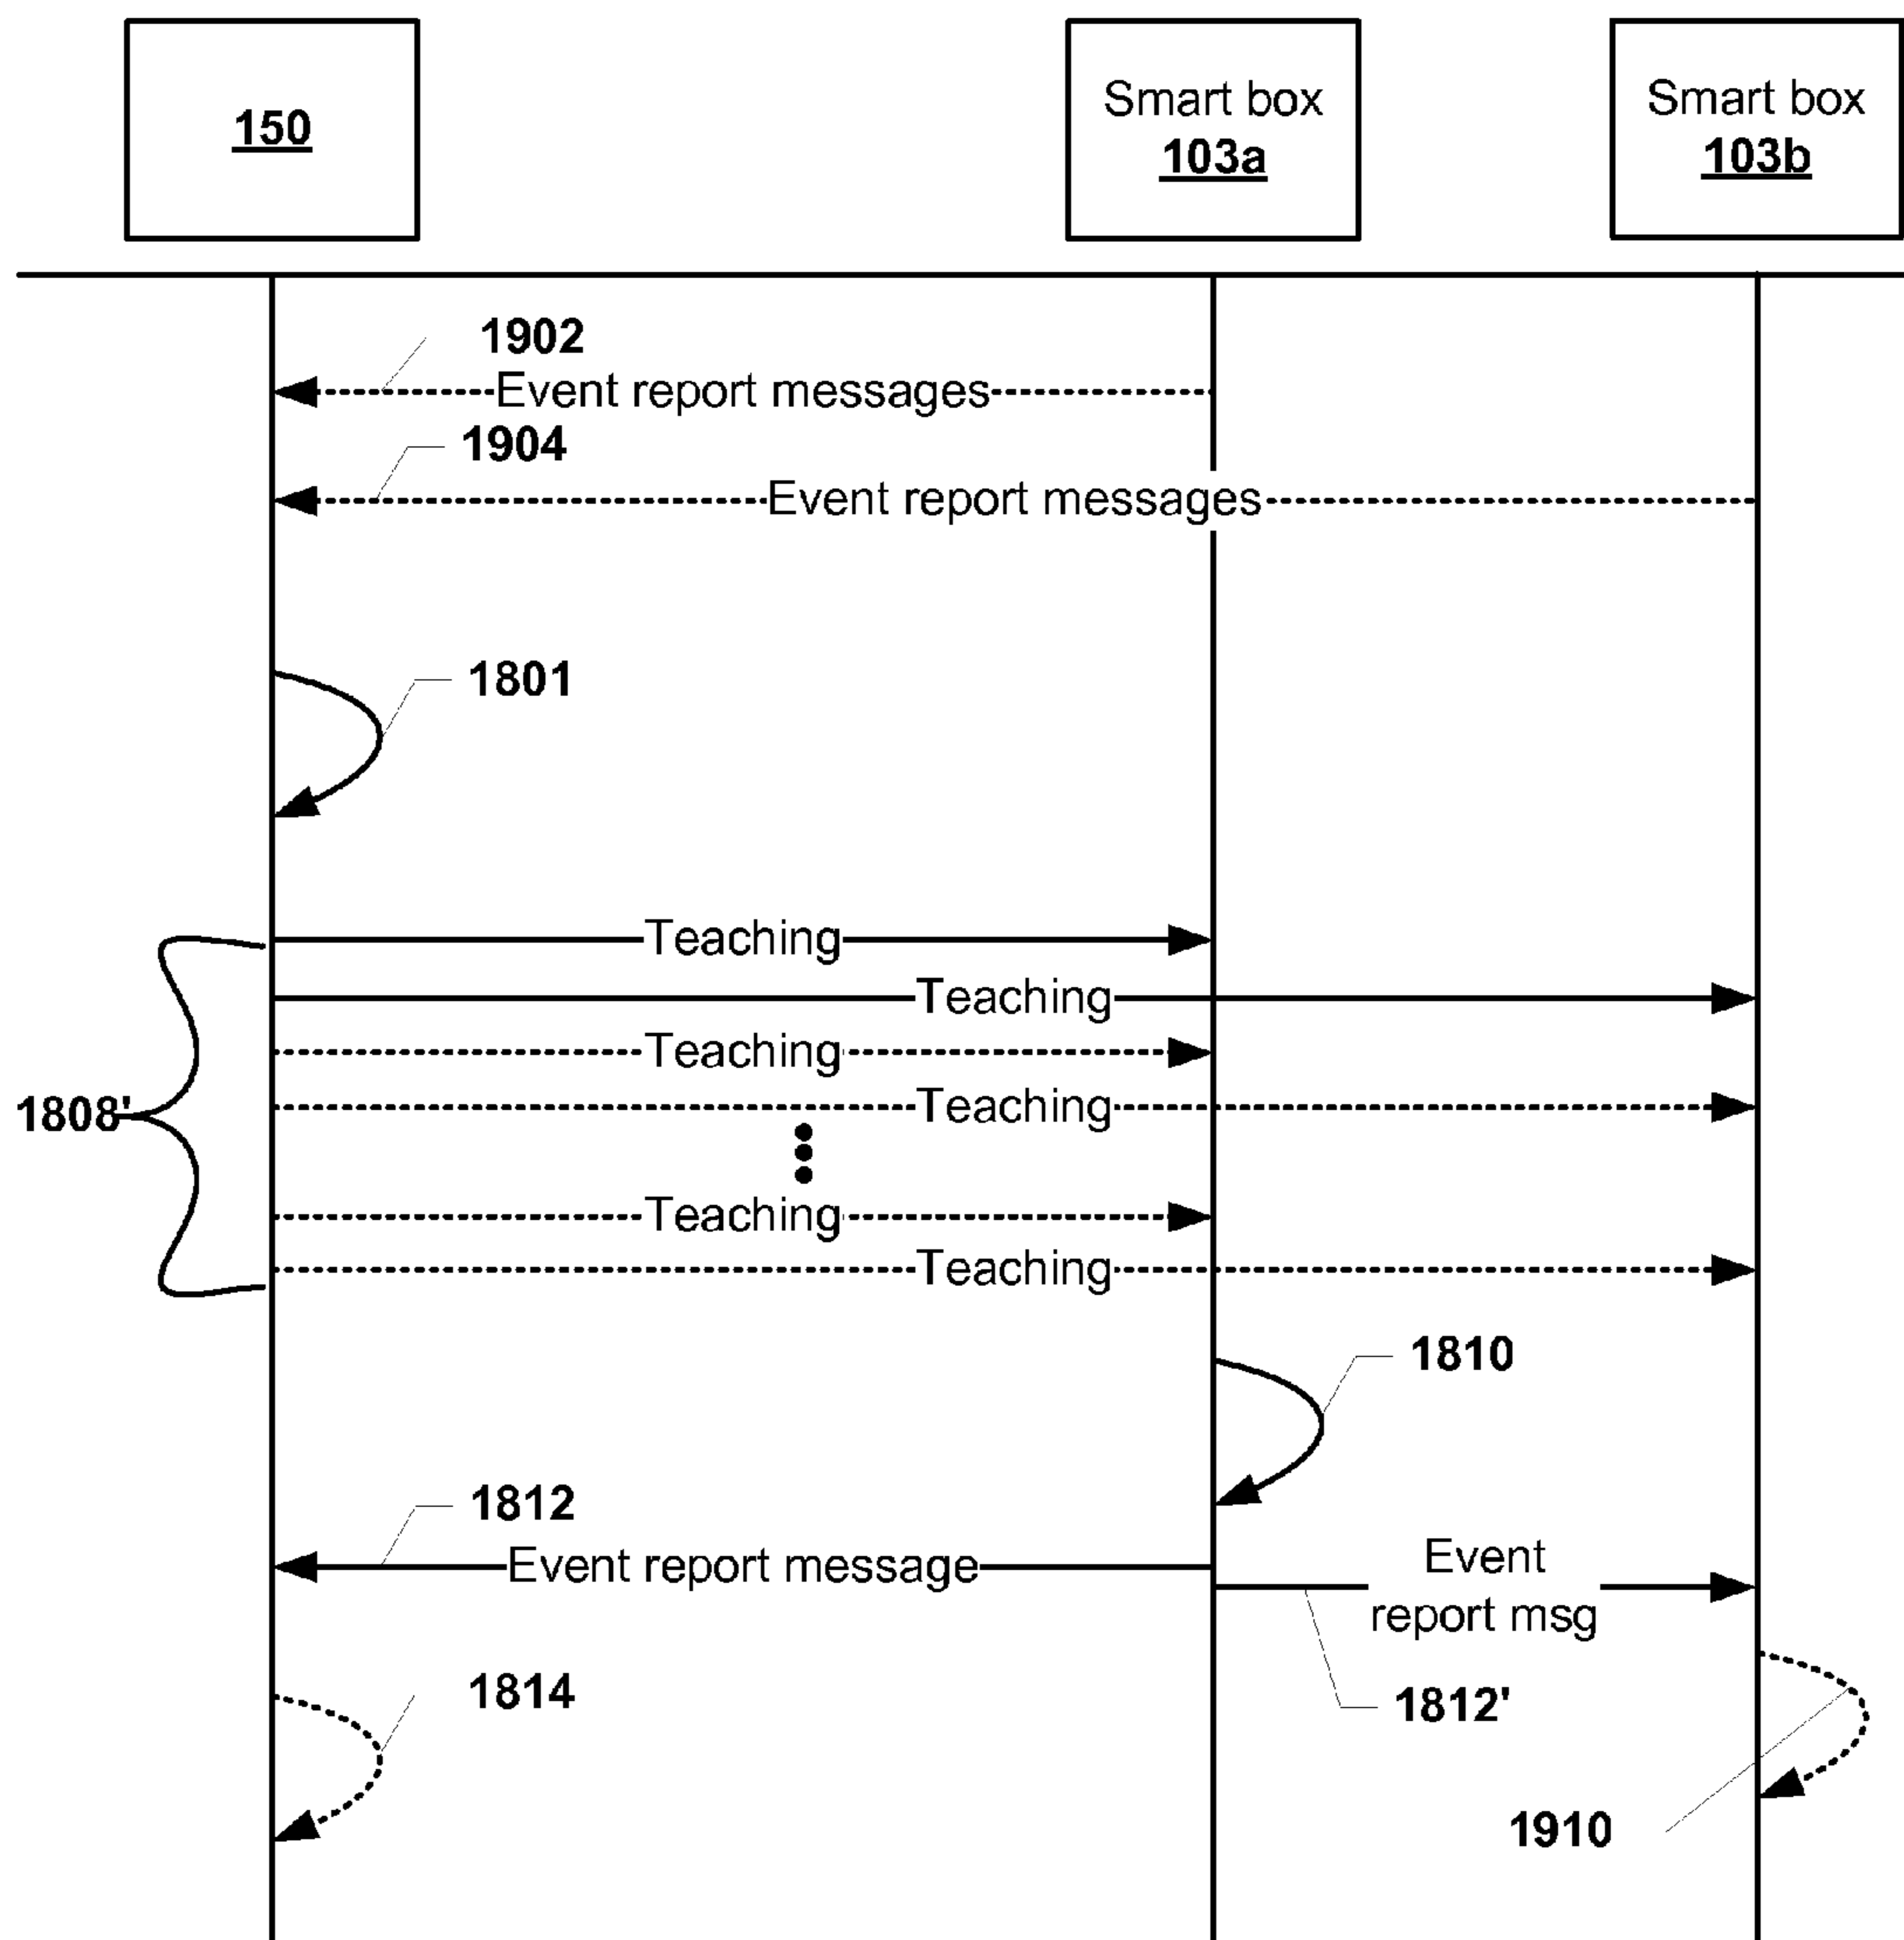 150
Smart box
103a
Smart box
103b
1902
Event report messages
1904
Event report messages
1801
Teaching
Teaching
Teaching
1808'
Teaching
Teaching
Teaching
1810
1812
Event report message
Event
report msg
1814
1812'
1910